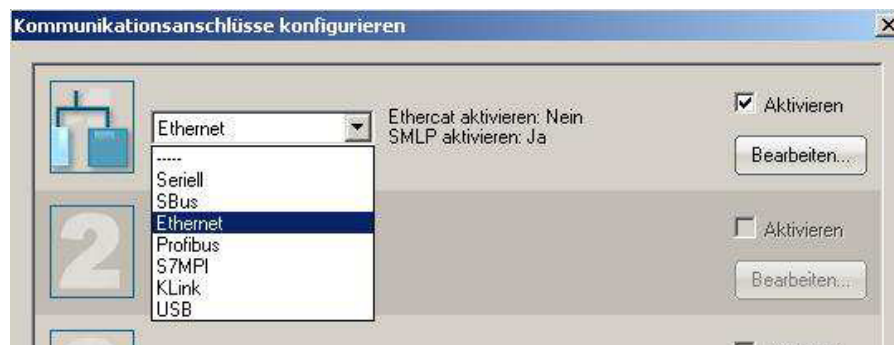 Kommunikationsanschlüsse konfigurieren
Ethernet
Ethercat aktivieren: Nein
SMLP aktivieren: Ja
Aktivieren
Bearbeiten...
-----
Seriell
SBus
Ethernet
Profibus
S7MPI
KLink
USB
2
Aktivieren
Bearbeiten...